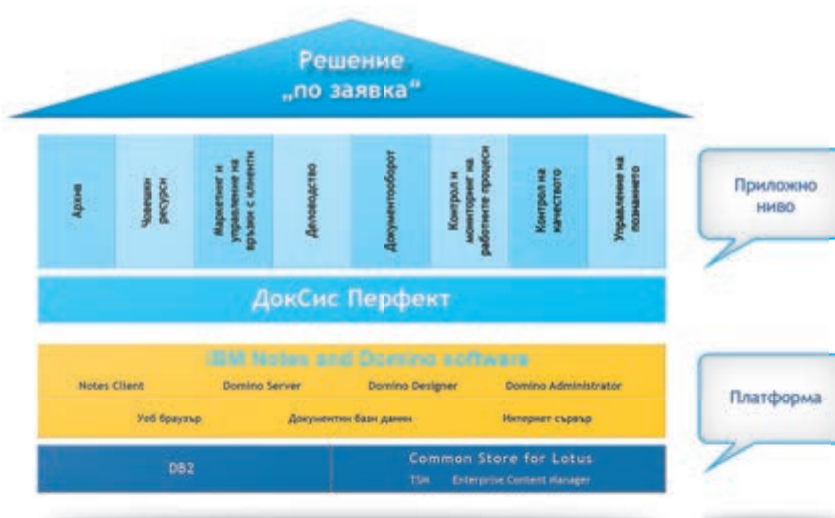 Решение
„по заявка“
Архив
Човешки
ресурси
Маркетинг и
управление на
връзки с клиенти
Деловодство
Документооборот
Контрол и
мониторинг на
работните процеси
Контрол на
качеството
Управление на
познанието
Приложно
ниво
ДокСис Перфект
IBM Notes and Domino software
Notes Client Domino Server Domino Designer Domino Administrator
Уеб браузър Документни бази данни Интернет сървър
Платформа
DB2
Common Store for Lotus
TSM Enterprise Content Manager